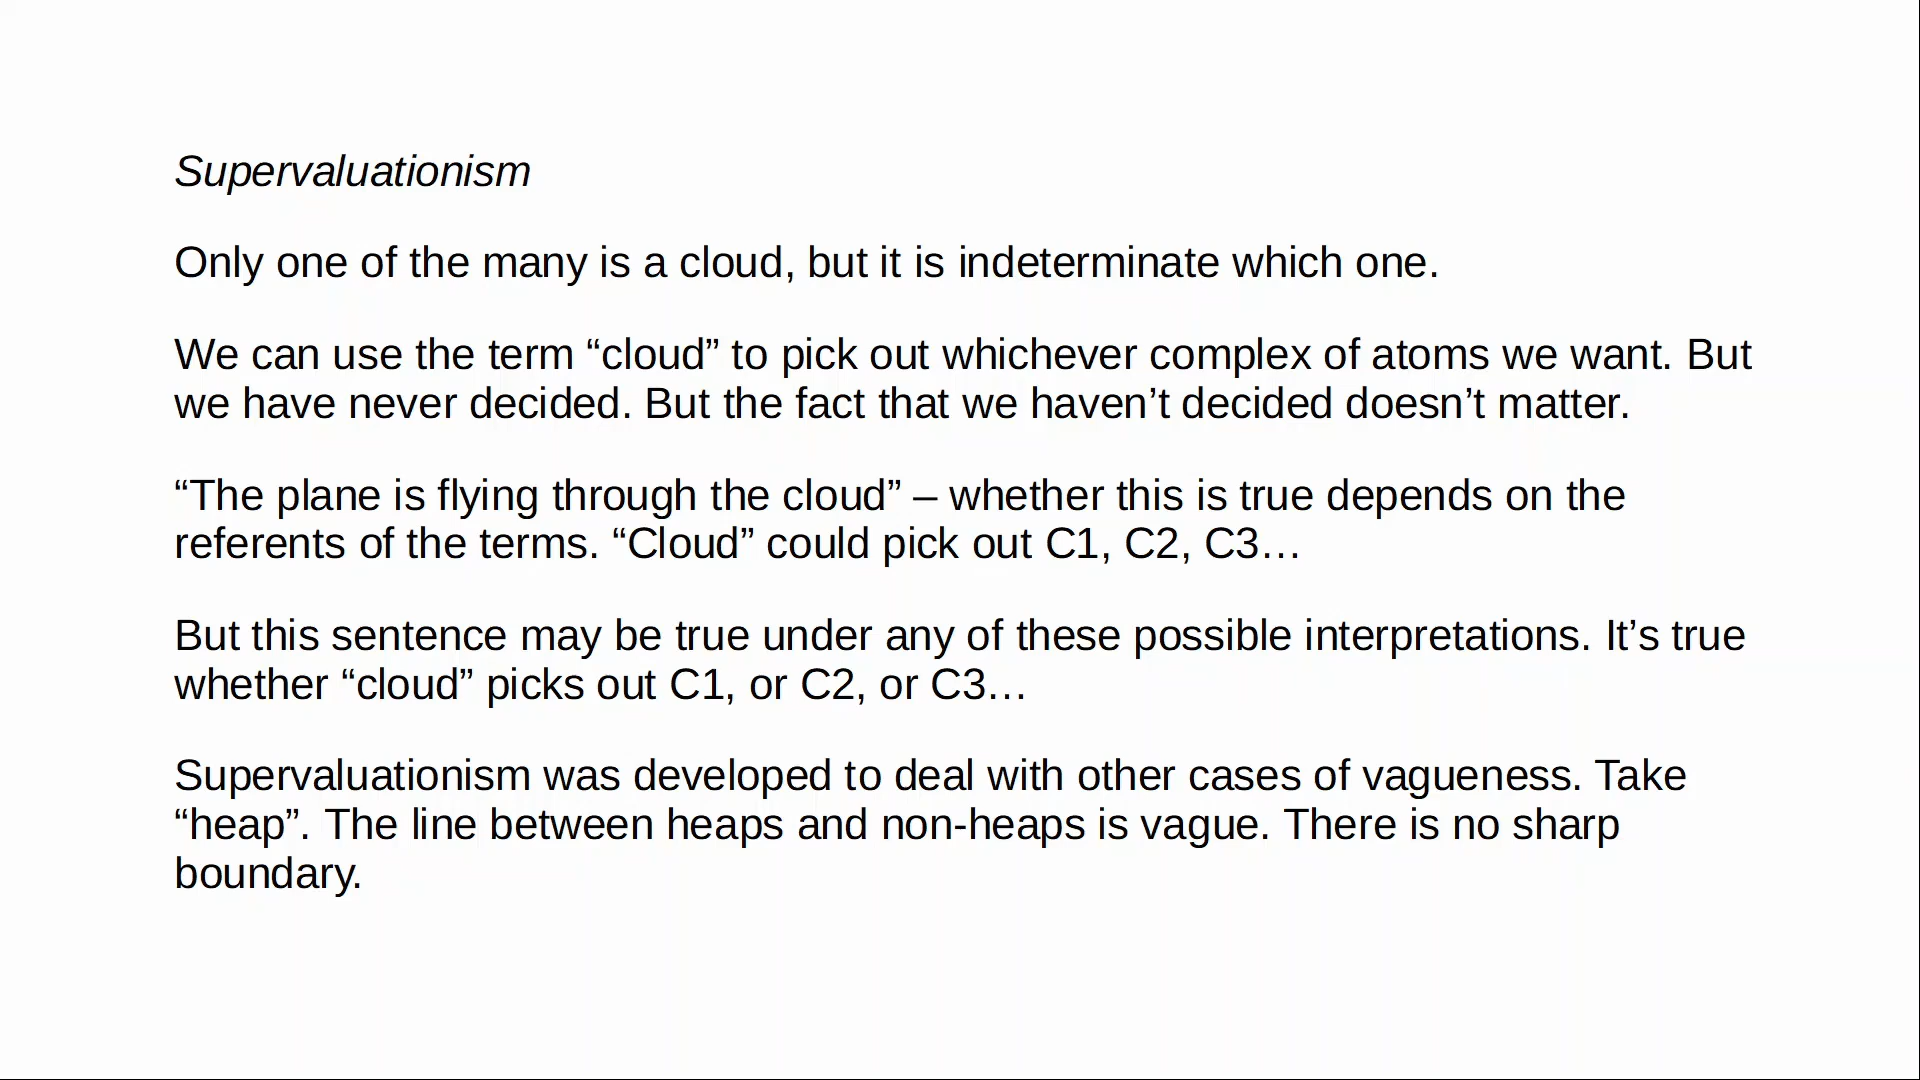 Supervaluationism
Only one of the many is a cloud, but it is indeterminate which one.
We can use the term “cloud” to pick out whichever complex of atoms we want. But
we have never decided. But the fact that we haven’t decided doesn’t matter.
“The plane is flying through the cloud” – whether this is true depends on the
referents of the terms. “Cloud” could pick out C1, C2, C3…
But this sentence may be true under any of these possible interpretations. It’s true
whether “cloud” picks out C1, or C2, or C3…
Supervaluationism was developed to deal with other cases of vagueness. Take
“heap”. The line between heaps and non-heaps is vague. There is no sharp
boundary.